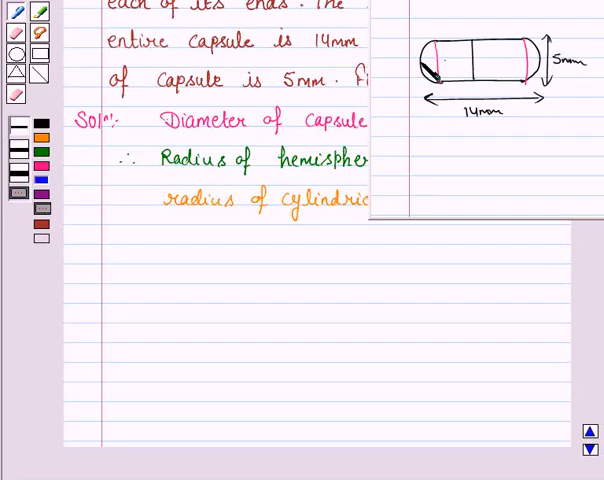 each of its ends. The
entire capsule is 14mm
of capsule is 5mm.
Solⁿ: Diameter of capsule
∴ Radius of hemisphe
radius of cylindric
5mm
14mm